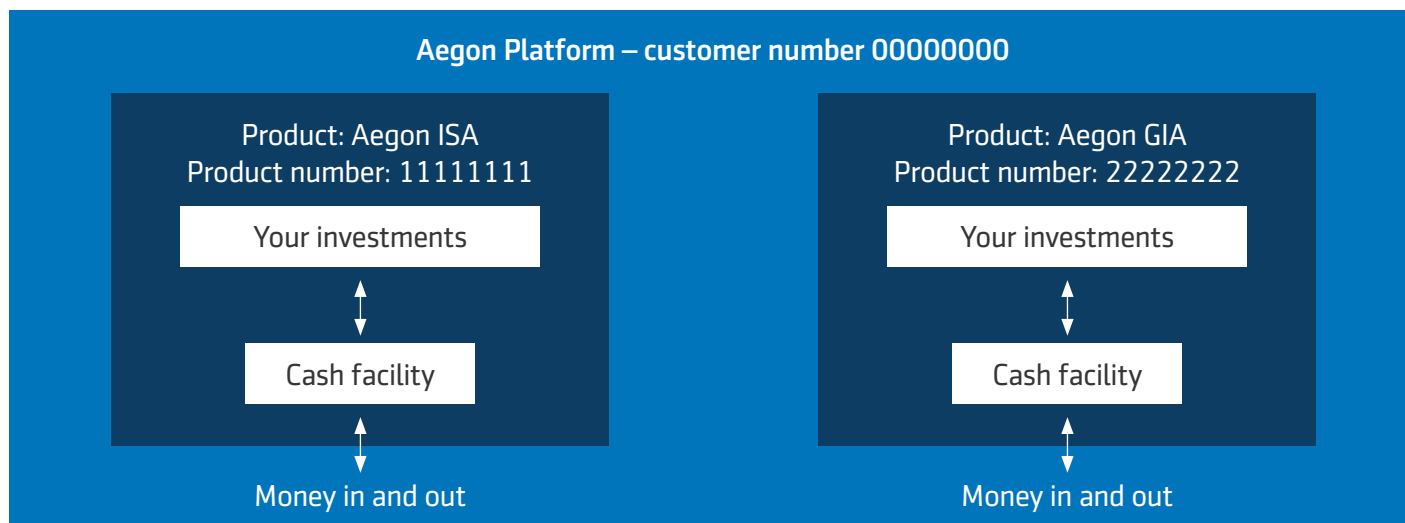 Aegon Platform – customer number 00000000
Product: Aegon ISA
Product number: 11111111
Your investments
Cash facility
Money in and out
Product: Aegon GIA
Product number: 22222222
Your investments
Cash facility
Money in and out